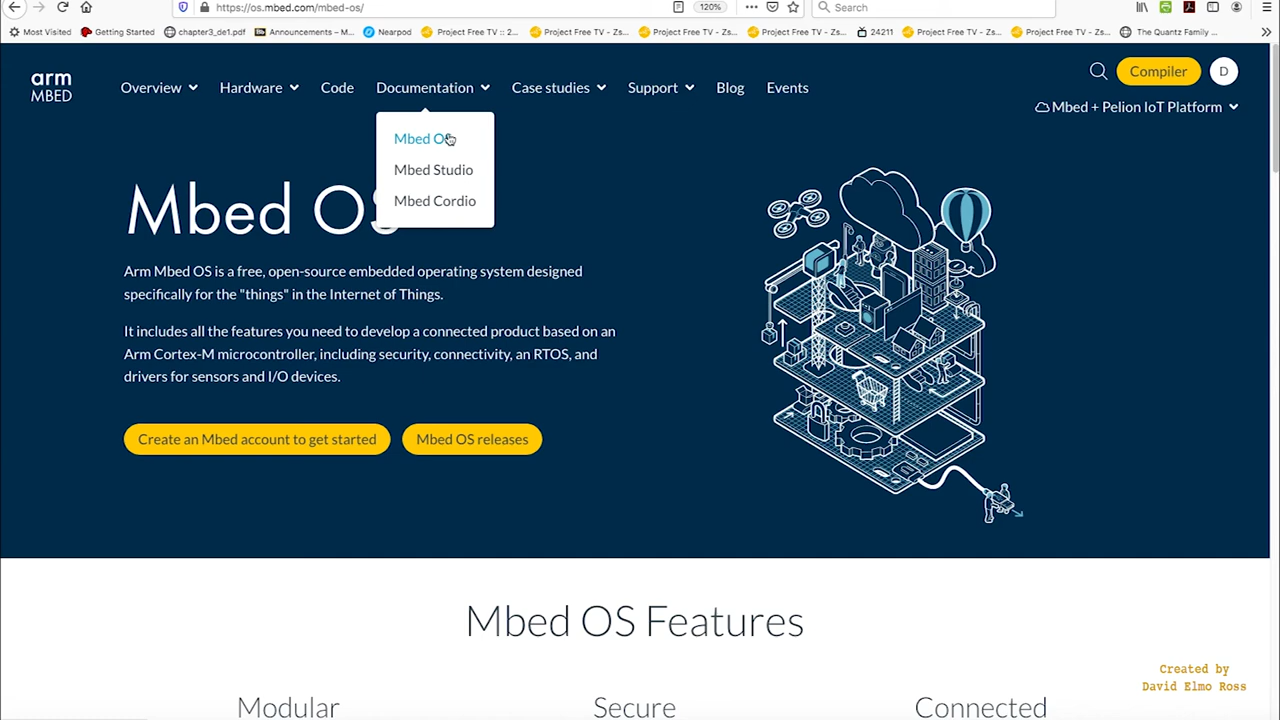 https://os.mbed.com/mbed-os/
120%
Search
Most Visited
Getting Started
chapter3_de1.pdf
Announcements – M...
Nearpod
Project Free TV :: 2...
Project Free TV - Zs...
Project Free TV - Zs...
Project Free TV - Zs...
24211
Project Free TV - Zs...
Project Free TV - Zs...
The Quantz Family ...
arm
MBED
Overview
Hardware
Code
Documentation
Case studies
Support
Blog
Events
Compiler
D
Mbed + Pelion IoT Platform
Mbed OS
Mbed Studio
Mbed Cordio
Mbed OS
Arm Mbed OS is a free, open-source embedded operating system designed
specifically for the "things" in the Internet of Things.
It includes all the features you need to develop a connected product based on an
Arm Cortex-M microcontroller, including security, connectivity, an RTOS, and
drivers for sensors and I/O devices.
Create an Mbed account to get started
Mbed OS releases
Mbed OS Features
Modular
Secure
Connected
Created by
David Elmo Ross